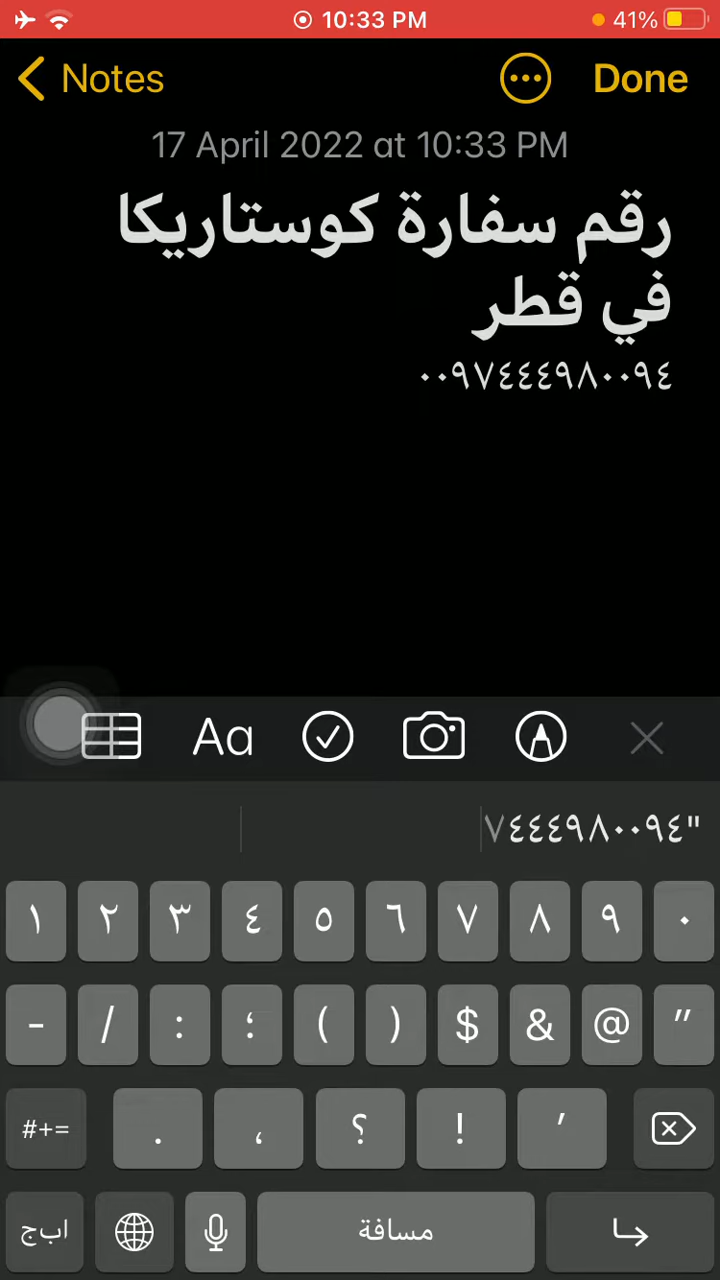 10:33 PM
41%
Notes
Done
17 April 2022 at 10:33 PM
رقم سفارة كوستاريكا
في قطر
٠٠٩٧٤٤٤٩٨٠٠٩٤
Aa
٧٤٤٤٩٨٠٠٩٤"
١ ٢ ٣ ٤ ٥ ٦ ٧ ٨ ٩ ٠
- / : ؛ ( ) $ & @ "
#+= . ، ؟ ! '
اب‌ج مسافة